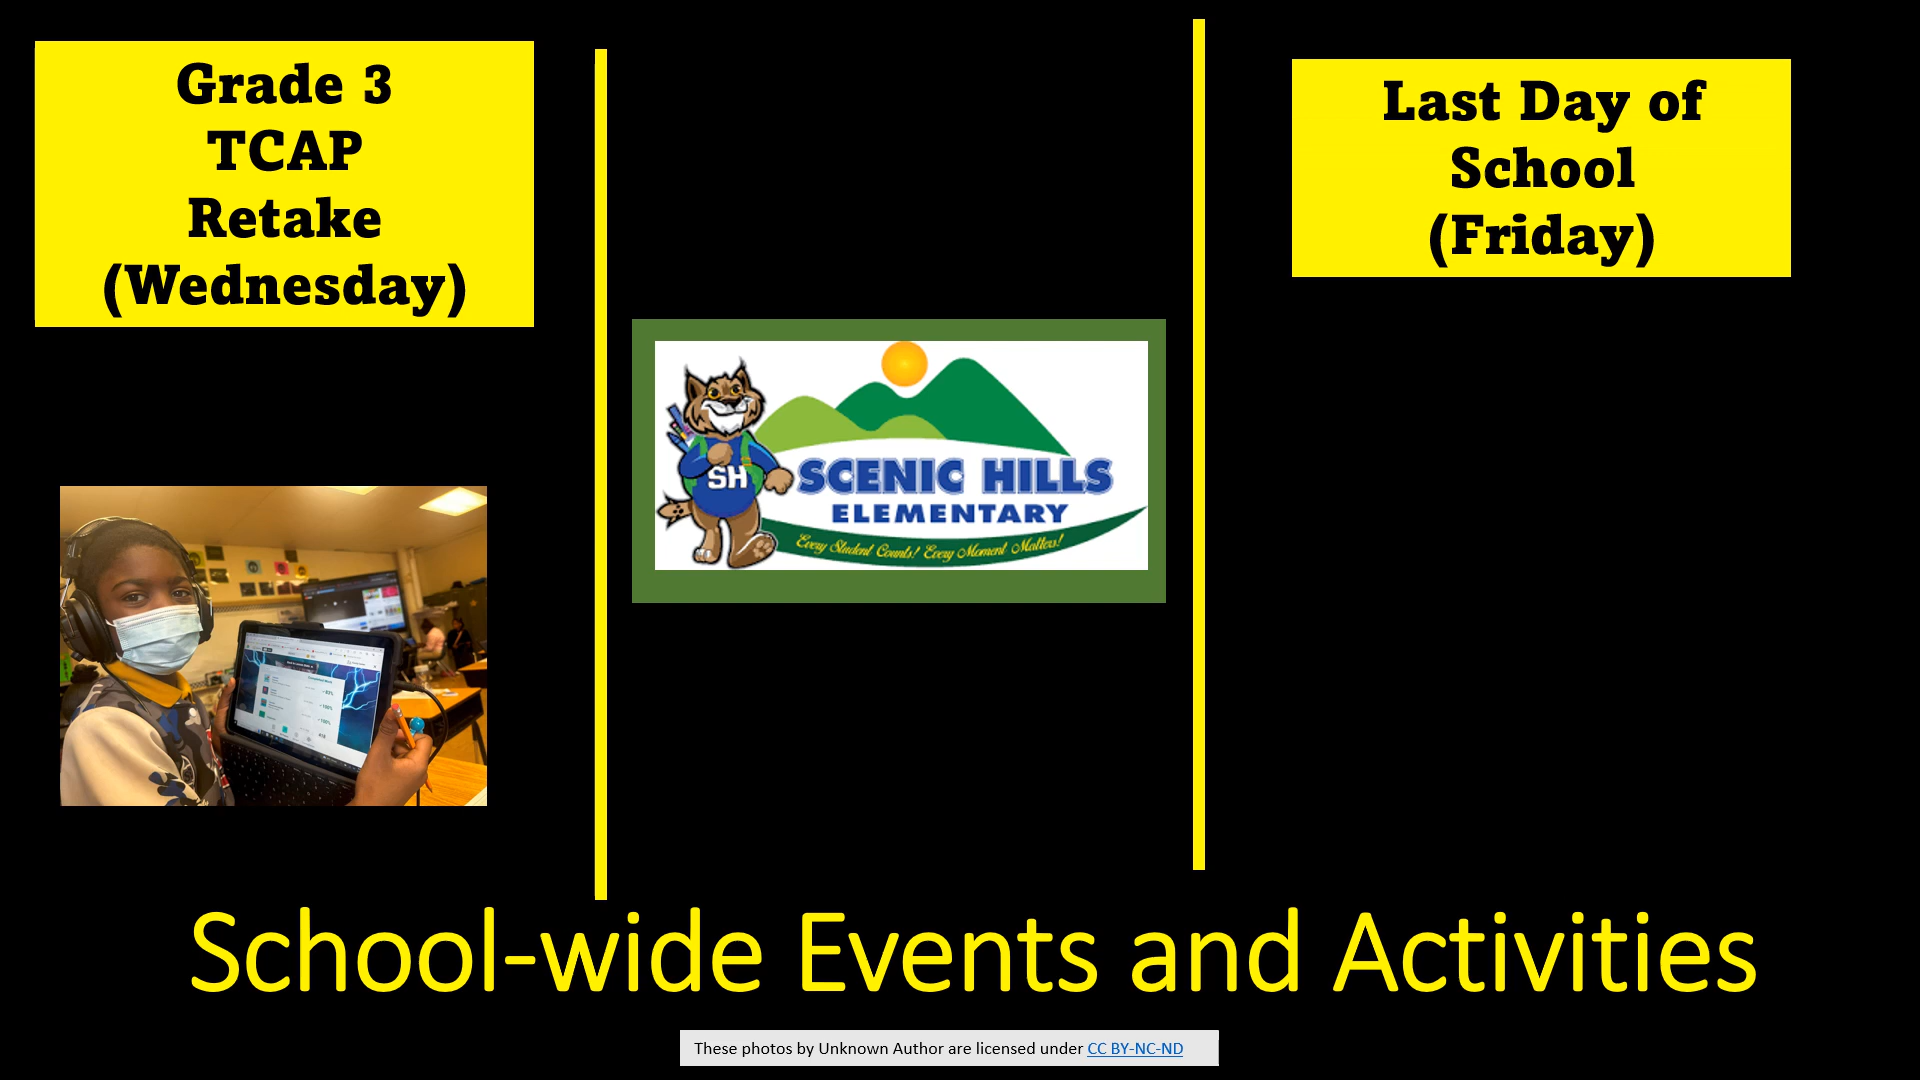 Grade 3
TCAP
Retake
(Wednesday)
Last Day of
School
(Friday)
SH
SCENIC HILLS
ELEMENTARY
Every Student Counts! Every Moment Matters!
School-wide Events and Activities
These photos by Unknown Author are licensed under CC BY-NC-ND